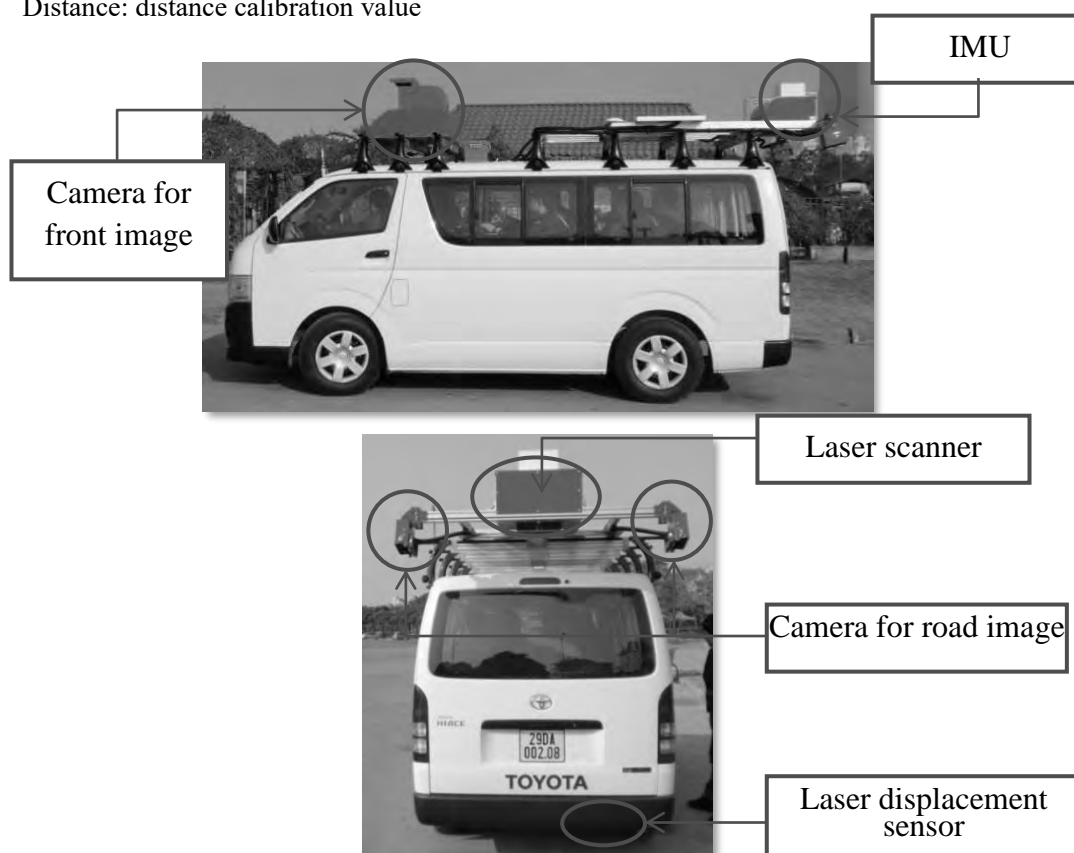 Distance: distance calibration value
IMU
Camera for
front image
Laser scanner
Camera for road image
HIACE
29DA
002.08
TOYOTA
Laser displacement
sensor